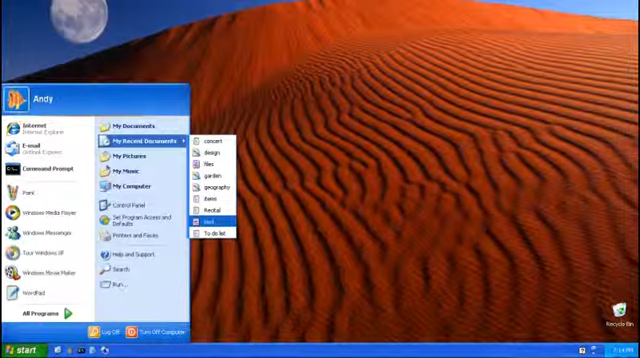 Andy
Internet
Internet Explorer
E-mail
Outlook Express
Command Prompt
Paint
Windows Media Player
Windows Messenger
Tour Windows XP
Windows Movie Maker
WordPad
All Programs
My Documents
My Recent Documents
My Pictures
My Music
My Computer
Control Panel
Set Program Access and
Defaults
Printers and Faxes
Help and Support
Search
Run...
concert
design
files
garden
geography
items
Recital
To do list
Log Off
Turn Off Computer
Recycle Bin
start